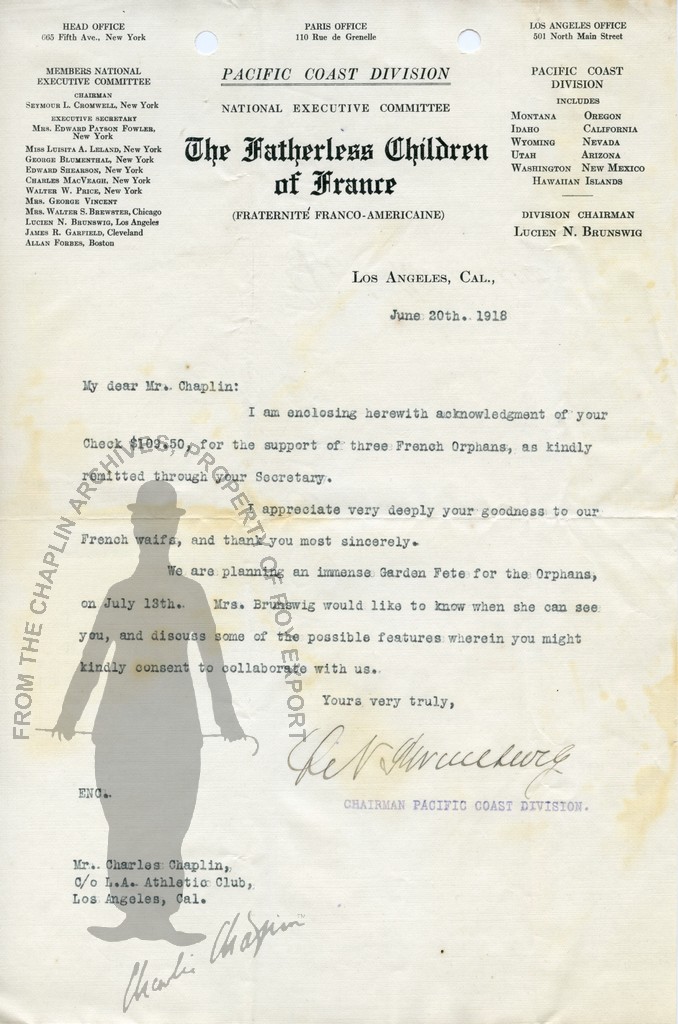 HEAD OFFICE
665 Fifth Ave., New York
PARIS OFFICE
110 Rue de Grenelle
LOS ANGELES OFFICE
501 North Main Street
MEMBERS NATIONAL
EXECUTIVE COMMITTEE
CHAIRMAN
Seymour L. Cromwell, New York
EXECUTIVE SECRETARY
Mrs. Edward Payson Fowler,
New York
Miss Luisita A. Leland, New York
George Blumenthal, New York
Edward Shearson, New York
Charles MacVeagh, New York
Walter W. Price, New York
Mrs. George Vincent
Mrs. Walter S. Brewster, Chicago
Lucien N. Brunswig, Los Angeles
James R. Garfield, Cleveland
Allan Forbes, Boston
PACIFIC COAST DIVISION
NATIONAL EXECUTIVE COMMITTEE
The Fatherless Children
of France
(FRATERNITÉ FRANCO-AMERICAINE)
PACIFIC COAST
DIVISION
INCLUDES
Montana Oregon
Idaho California
Wyoming Nevada
Utah Arizona
Washington New Mexico
Hawaiian Islands
DIVISION CHAIRMAN
Lucien N. Brunswig
Los Angeles, Cal.,
June 20th. 1918
My dear Mr. Chaplin:
I am enclosing herewith acknowledgment of your
Check $109.50, for the support of three French Orphans, as kindly
remitted through your Secretary.
I appreciate very deeply your goodness to our
French waifs, and thank you most sincerely.
We are planning an immense Garden Fete for the Orphans,
on July 13th. Mrs. Brunswig would like to know when she can see
you, and discuss some of the possible features wherein you might
kindly consent to collaborate with us.
Yours very truly,
CHAIRMAN PACIFIC COAST DIVISION.
ENC.
Mr. Charles Chaplin,
C/o L.A. Athletic Club,
Los Angeles, Cal.
FROM THE CHAPLIN ARCHIVES, PROPERTY OF ROY EXPORT
Charlie Chaplin